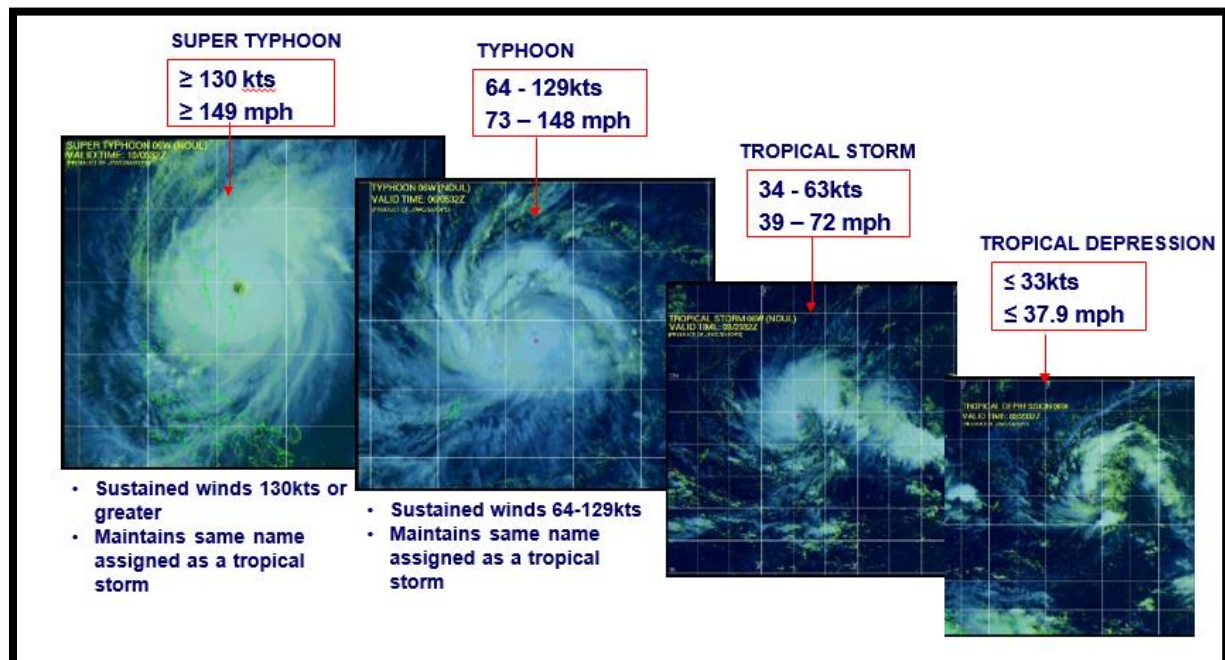 SUPER TYPHOON
≥ 130 kts
≥ 149 mph
TYPHOON
64 - 129kts
73 – 148 mph
TROPICAL STORM
34 - 63kts
39 – 72 mph
TROPICAL DEPRESSION
≤ 33kts
≤ 37.9 mph
SUPER TYPHOON 06W (NOUL)
VALID TIME:
TYPHOON 06W (NOUL)
VALID TIME:
TROPICAL STORM 06W (NOUL)
VALID TIME:
TROPICAL DEPRESSION 06W
VALID TIME:
• Sustained winds 130kts or
greater
• Maintains same name
assigned as a tropical
storm
• Sustained winds 64-129kts
• Maintains same name
assigned as a tropical
storm